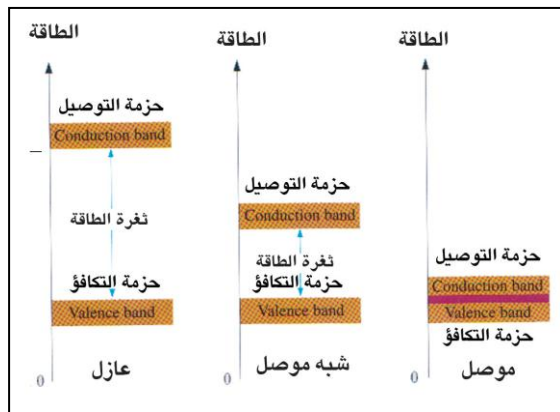 الطاقة
حزمة التوصيل
Conduction band
ثغرة الطاقة
حزمة التكافؤ
Valence band
0
عازل
الطاقة
حزمة التوصيل
Conduction band
ثغرة الطاقة
حزمة التكافؤ
Valence band
0
شبه موصل
الطاقة
حزمة التوصيل
Conduction band
Valence band
حزمة التكافؤ
0
موصل